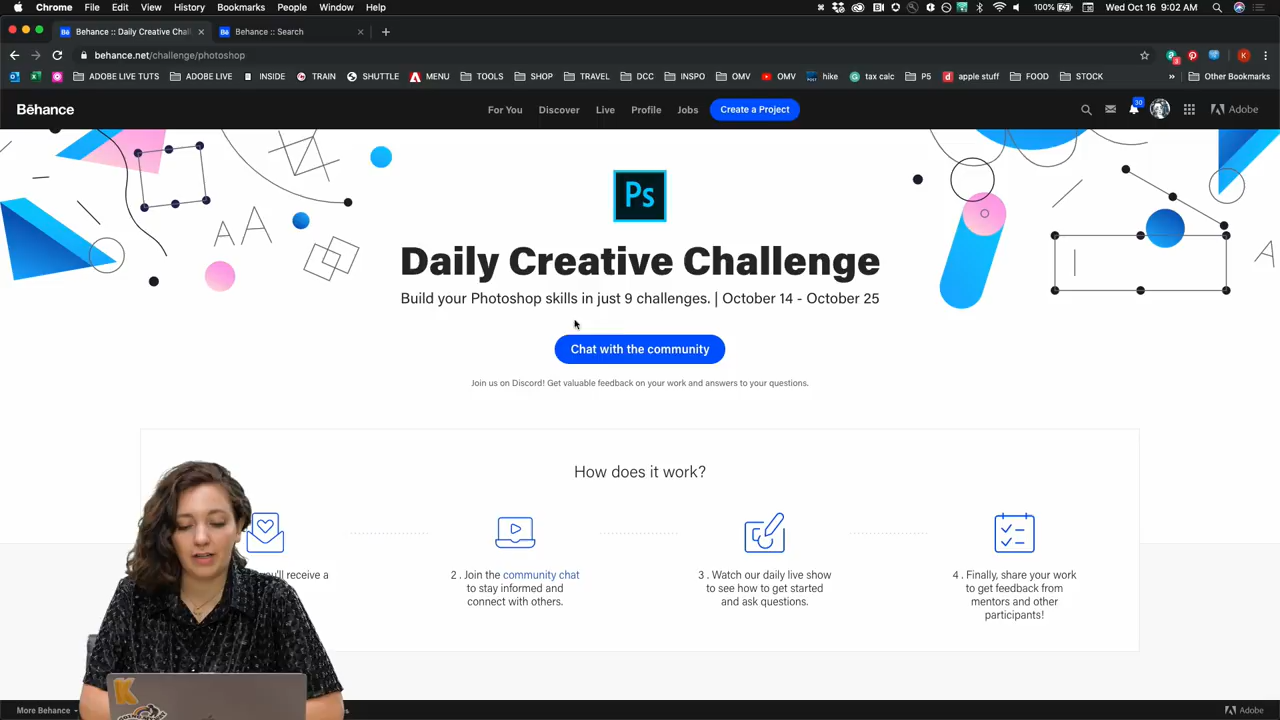 Chrome File Edit View History Bookmarks People Window Help 100% Wed Oct 16 9:02 AM
Behance :: Daily Creative Chal Behance :: Search
behance.net/challenge/photoshop
ADOBE LIVE TUTS ADOBE LIVE INSIDE TRAIN SHUTTLE MENU TOOLS SHOP TRAVEL DCC INSPO OMV OMV hike tax calc P5 apple stuff FOOD STOCK » Other Bookmarks
Bēhance For You Discover Live Profile Jobs Create a Project 30 Adobe
Ps
Daily Creative Challenge
Build your Photoshop skills in just 9 challenges. | October 14 - October 25
Chat with the community
Join us on Discord! Get valuable feedback on your work and answers to your questions.
How does it work?
you'll receive a
2 . Join the community chat
to stay informed and
connect with others.
3 . Watch our daily live show
to see how to get started
and ask questions.
4 . Finally, share your work
to get feedback from
mentors and other
participants!
More Behance
Adobe